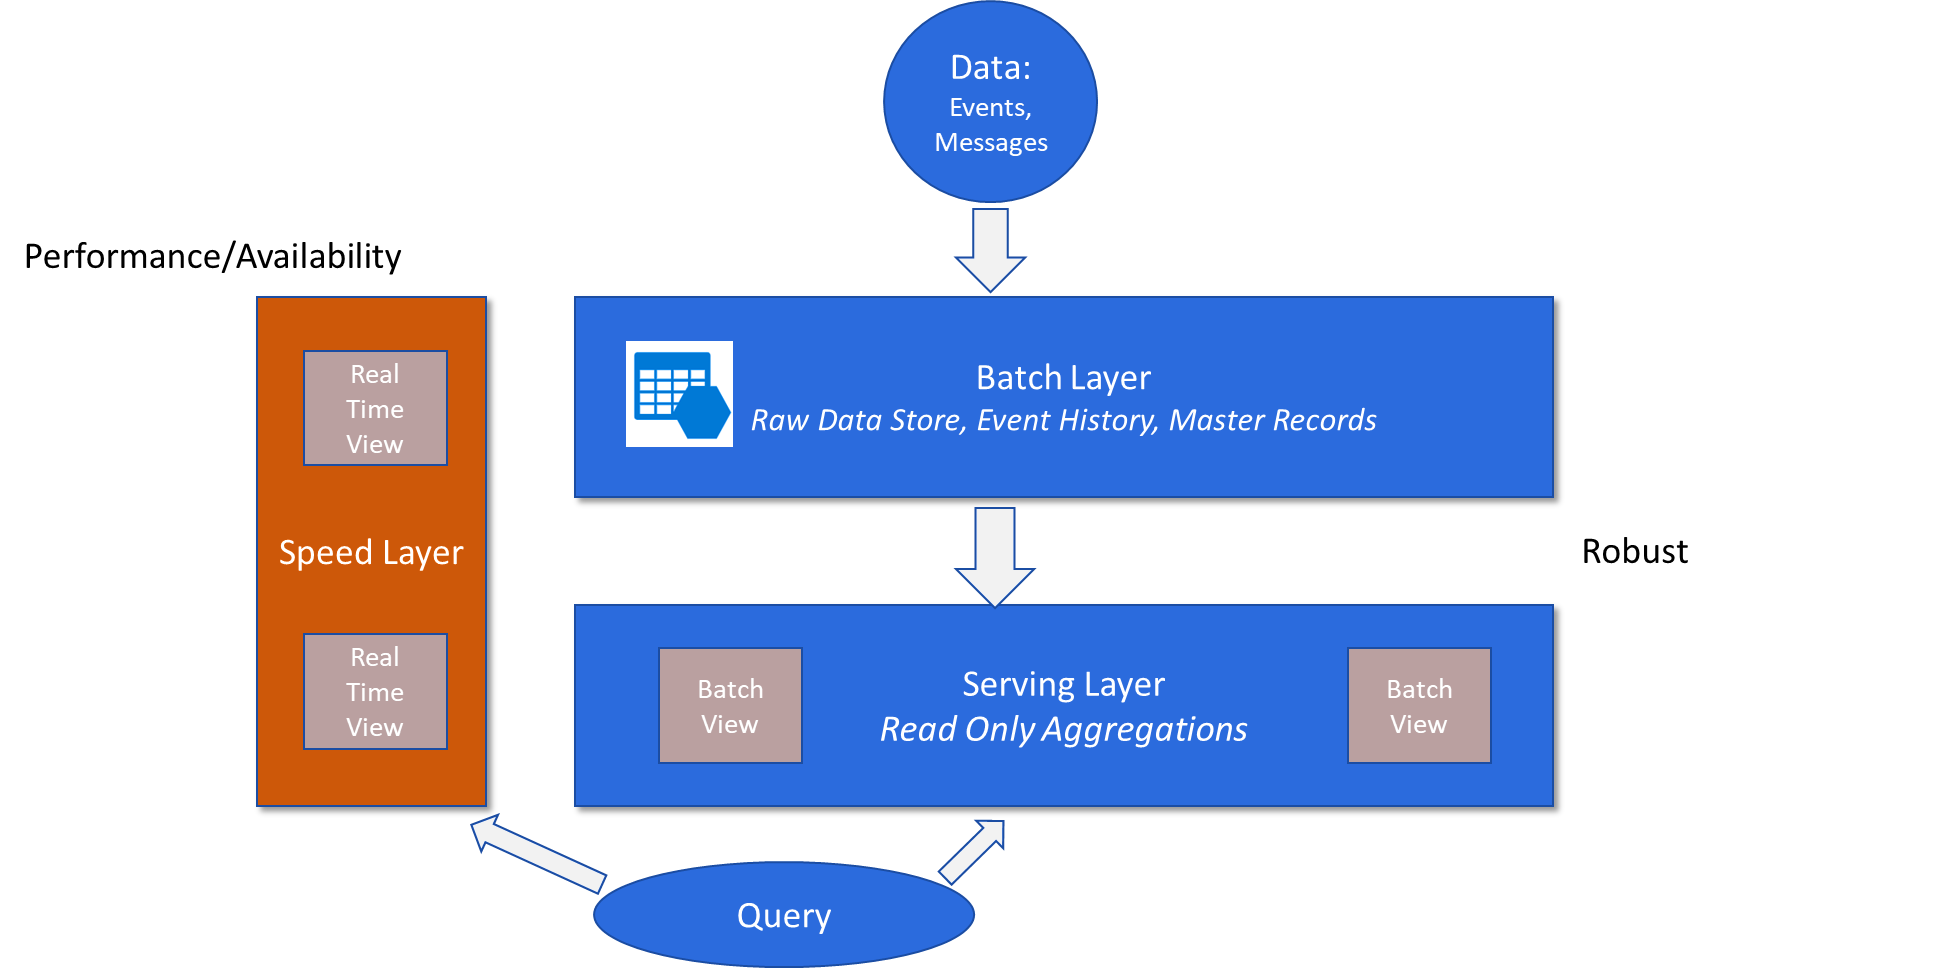 Data:
Events,
Messages
Performance/Availability
Real
Time
View
Speed Layer
Real
Time
View
Batch Layer
Raw Data Store, Event History, Master Records
Robust
Batch
View
Serving Layer
Read Only Aggregations
Batch
View
Query